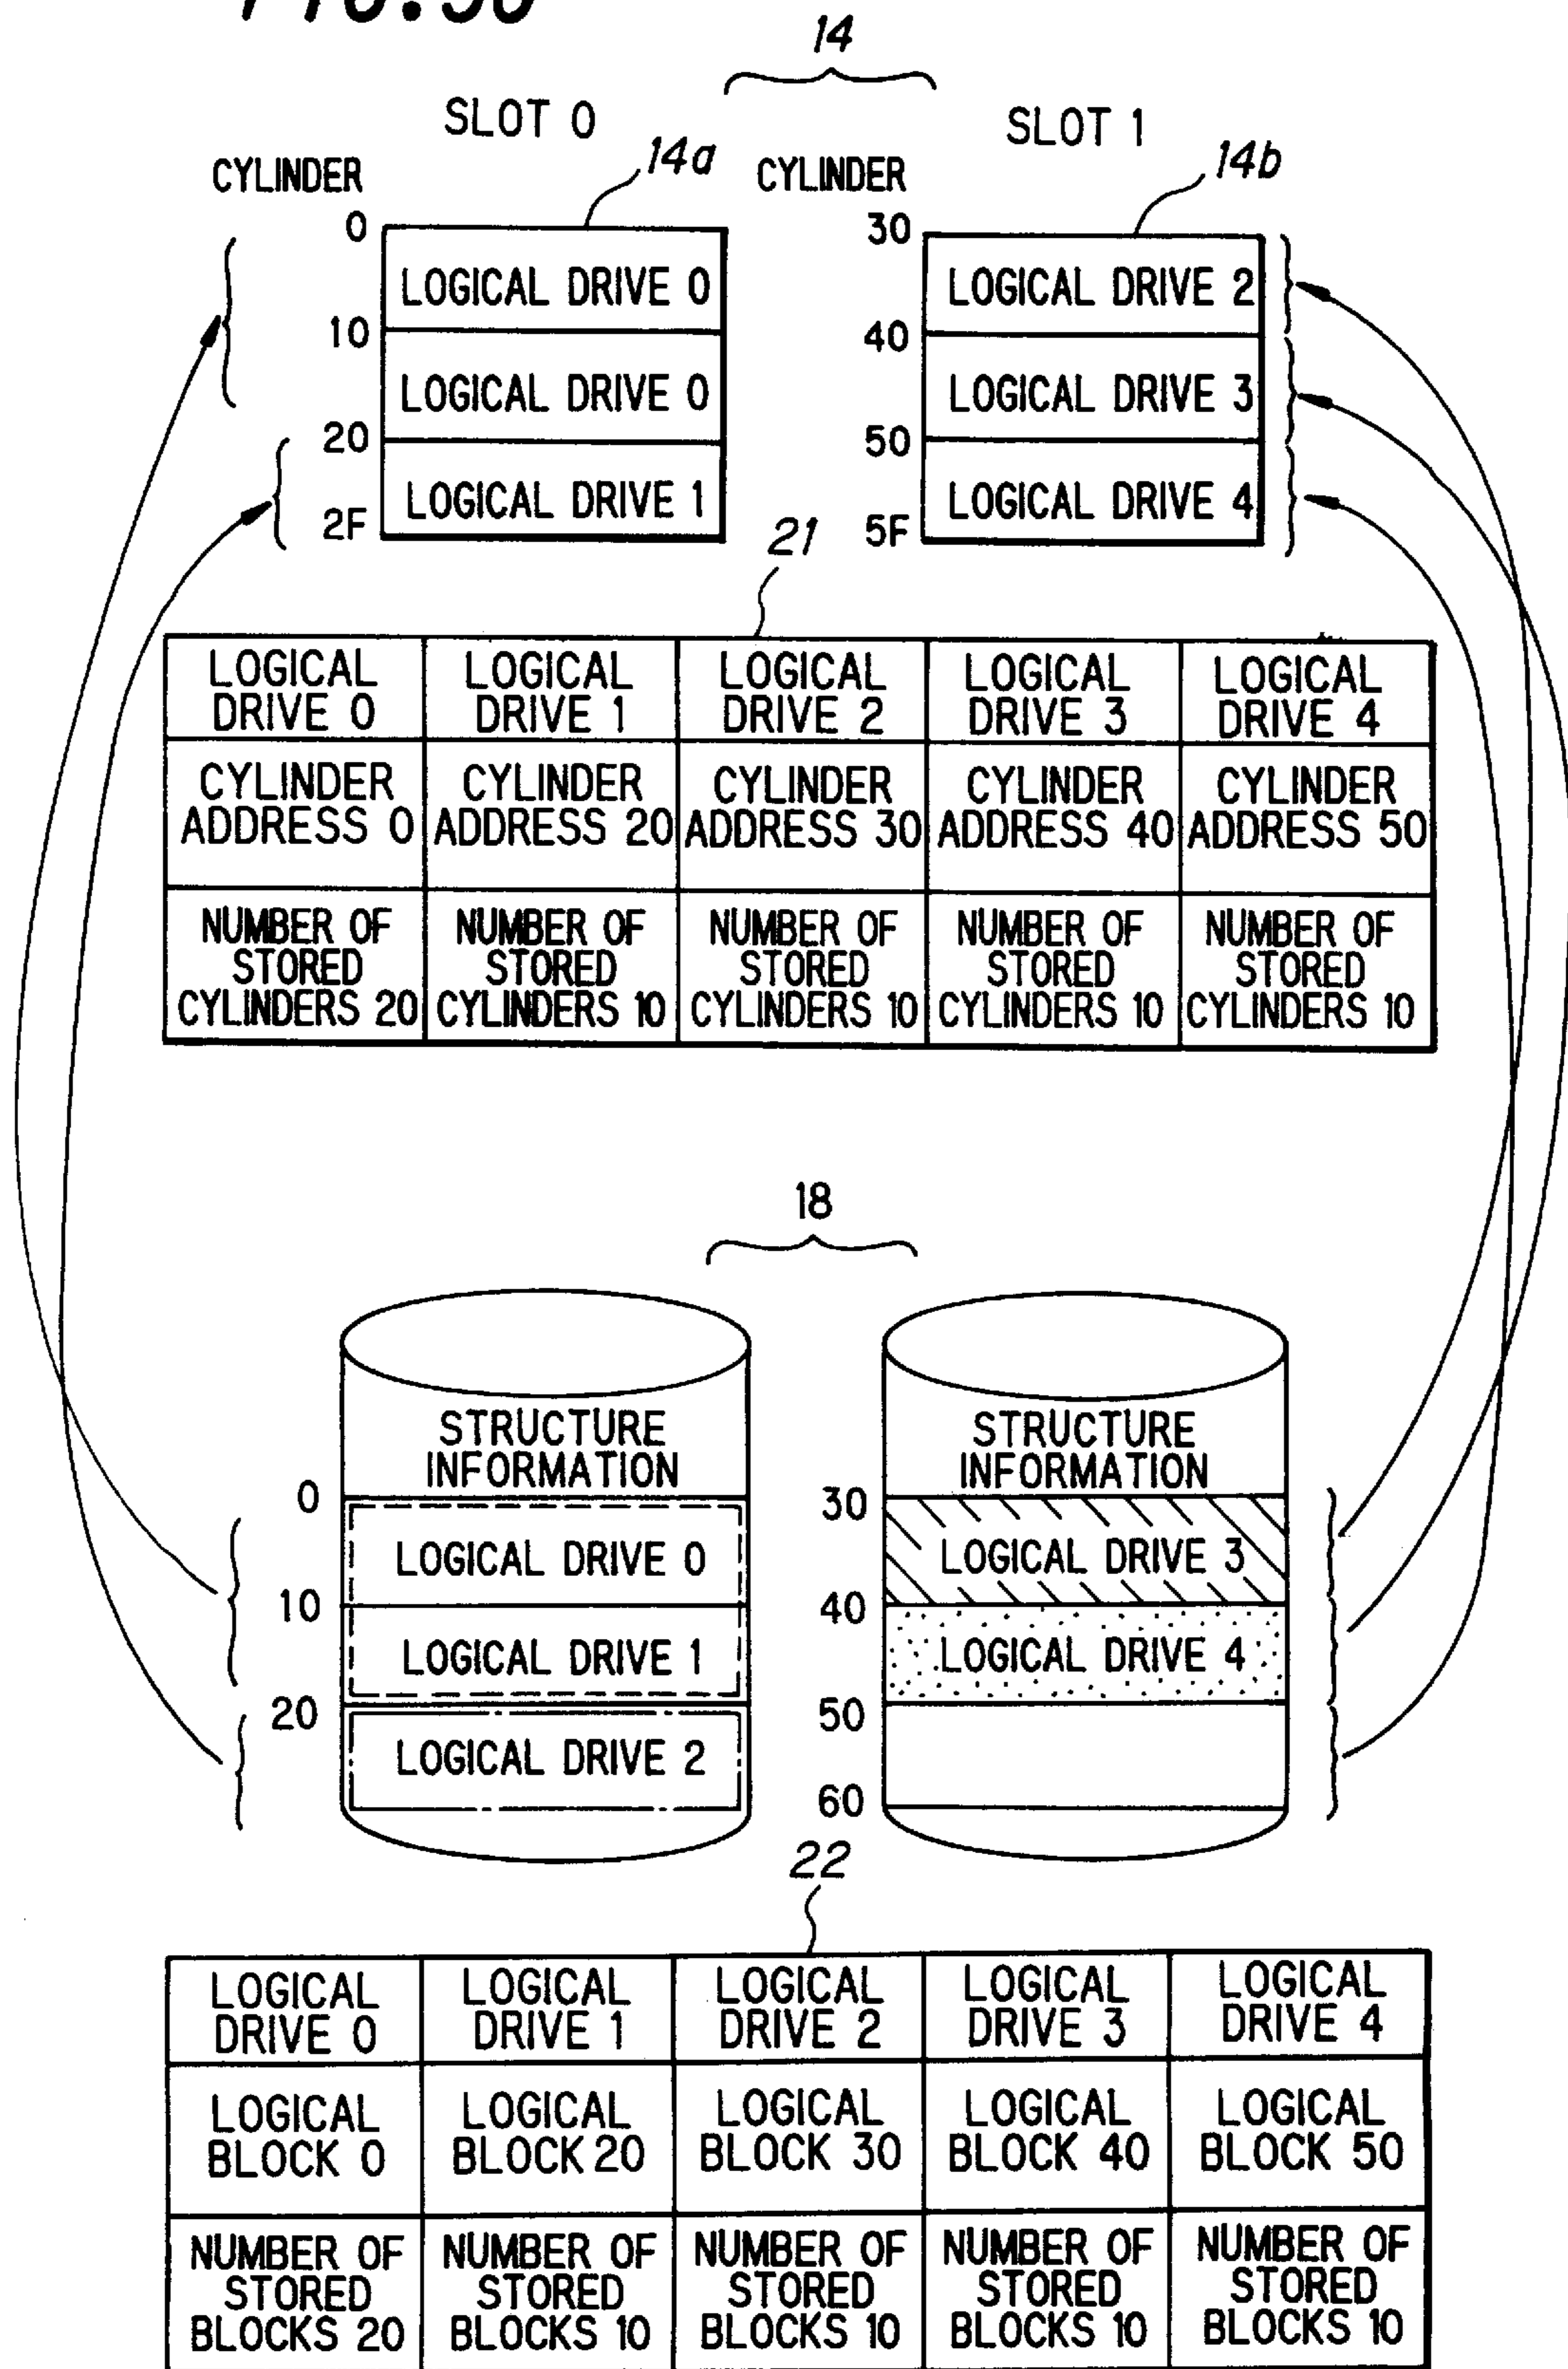 FIG. 30
14
SLOT 0
SLOT 1
CYLINDER
14a
CYLINDER
14b
0
LOGICAL DRIVE 0
10
LOGICAL DRIVE 0
20
LOGICAL DRIVE 1
2F
30
LOGICAL DRIVE 2
40
LOGICAL DRIVE 3
50
LOGICAL DRIVE 4
5F
21
LOGICAL
DRIVE 0
LOGICAL
DRIVE 1
LOGICAL
DRIVE 2
LOGICAL
DRIVE 3
LOGICAL
DRIVE 4
CYLINDER
ADDRESS 0
CYLINDER
ADDRESS 20
CYLINDER
ADDRESS 30
CYLINDER
ADDRESS 40
CYLINDER
ADDRESS 50
NUMBER OF
STORED
CYLINDERS 20
NUMBER OF
STORED
CYLINDERS 10
NUMBER OF
STORED
CYLINDERS 10
NUMBER OF
STORED
CYLINDERS 10
NUMBER OF
STORED
CYLINDERS 10
18
STRUCTURE
INFORMATION
0
LOGICAL DRIVE 0
10
LOGICAL DRIVE 1
20
LOGICAL DRIVE 2
STRUCTURE
INFORMATION
30
LOGICAL DRIVE 3
40
LOGICAL DRIVE 4
50
60
22
LOGICAL
DRIVE 0
LOGICAL
DRIVE 1
LOGICAL
DRIVE 2
LOGICAL
DRIVE 3
LOGICAL
DRIVE 4
LOGICAL
BLOCK 0
LOGICAL
BLOCK 20
LOGICAL
BLOCK 30
LOGICAL
BLOCK 40
LOGICAL
BLOCK 50
NUMBER OF
STORED
BLOCKS 20
NUMBER OF
STORED
BLOCKS 10
NUMBER OF
STORED
BLOCKS 10
NUMBER OF
STORED
BLOCKS 10
NUMBER OF
STORED
BLOCKS 10